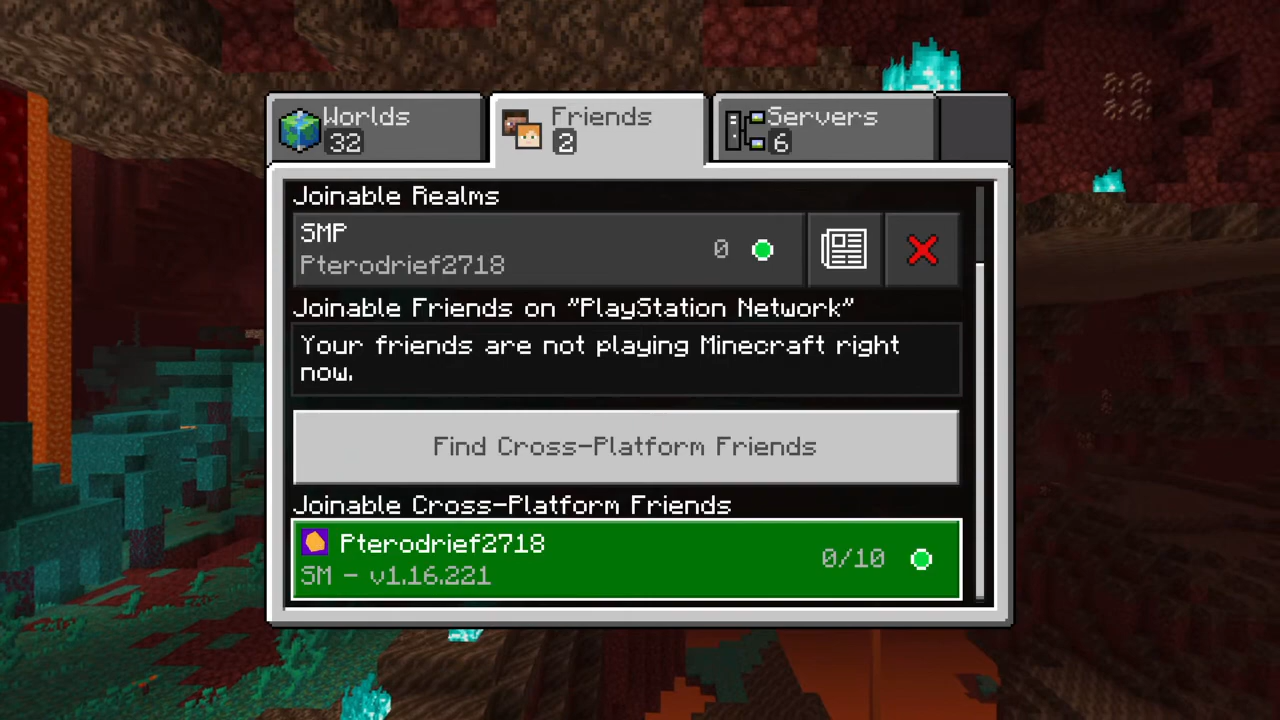 Worlds
32
Friends
2
Servers
6
Joinable Realms
SMP
Pterodrief2718
0
Joinable Friends on "PlayStation Network"
Your friends are not playing Minecraft right
now.
Find Cross-Platform Friends
Joinable Cross-Platform Friends
Pterodrief2718
SM - v1.16.221
0/10